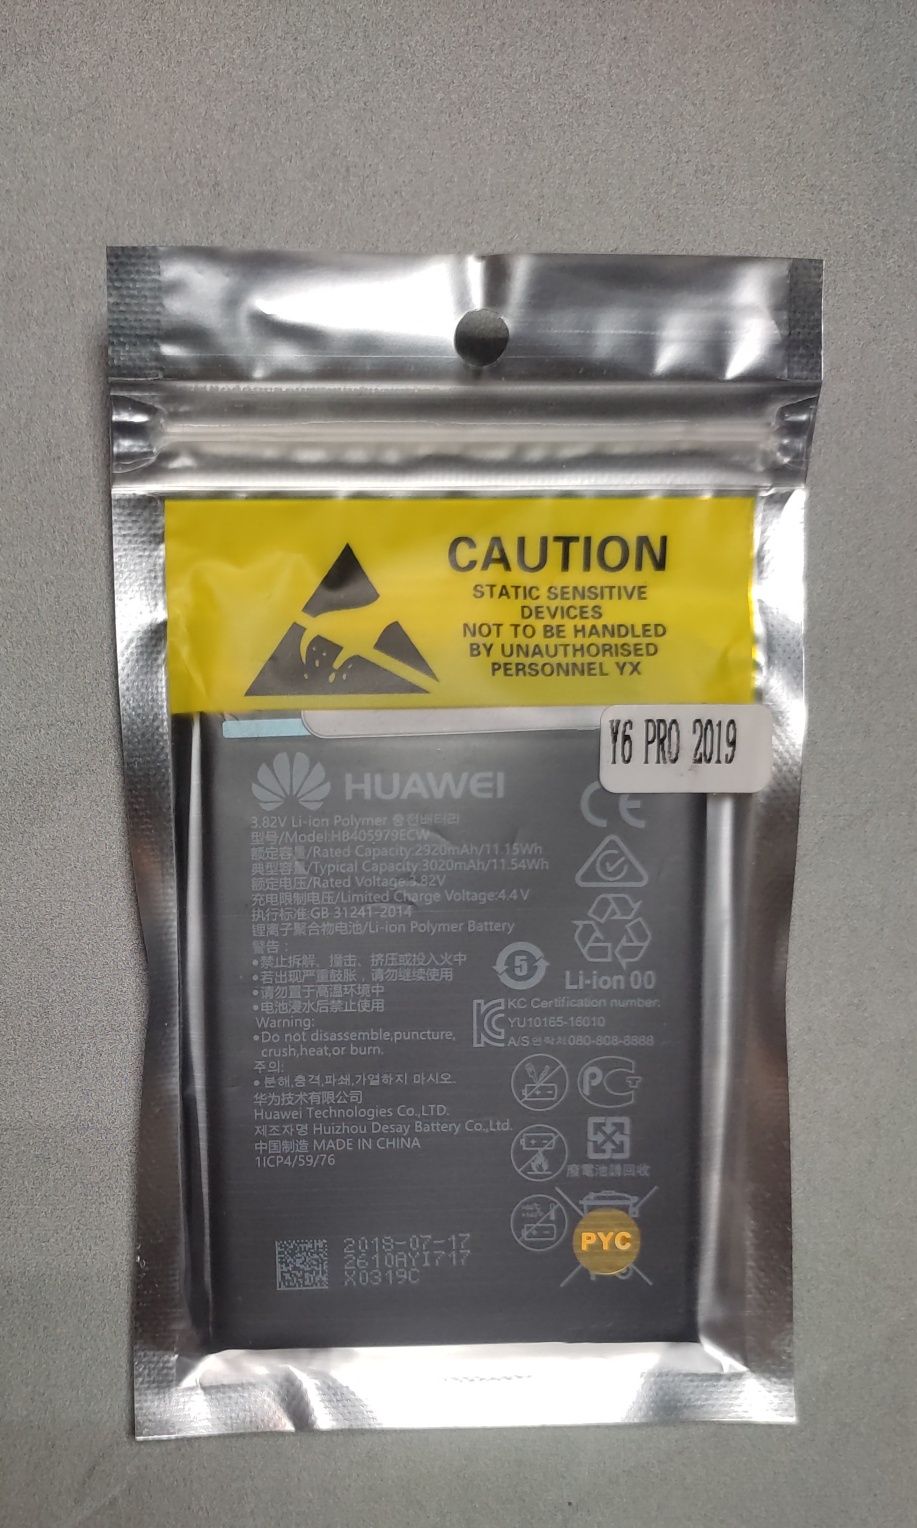 CAUTION
STATIC SENSITIVE
DEVICES
NOT TO BE HANDLED
BY UNAUTHORISED
PERSONNEL YX
Y6 PRO 2019
HUAWEI
CE
3.82V Li-ion Polymer 충전배터리
型号/Model:HB405979ECW
额定容量/Rated Capacity:2920mAh/11.15Wh
典型容量/Typical Capacity:3020mAh/11.54Wh
额定电压/Rated Voltage:3.82V
充电限制电压/Limited Charge Voltage:4.4V
执行标准:GB 31241-2014
锂离子聚合物电池/Li-ion Polymer Battery
警告:
•禁止拆解、撞击、挤压或投入火中
•若出现严重鼓胀,请勿继续使用
•请勿置于高温环境中
•电池浸水后禁止使用
Warning:
•Do not disassemble,puncture,
crush,heat,or burn.
주의:
•분해,충격,파쇄,가열하지 마시오.
华为技术有限公司
Huawei Technologies Co.,LTD.
제조자명 Huizhou Desay Battery Co.,Ltd.
中国制造 MADE IN CHINA
1ICP4/59/76
5
Li-ion 00
KC Certification number:
YU10165-16010
A/S연락처080-808-8888
廢電池請回收
PYC
2018-07-17
2610AYI717
X0319C